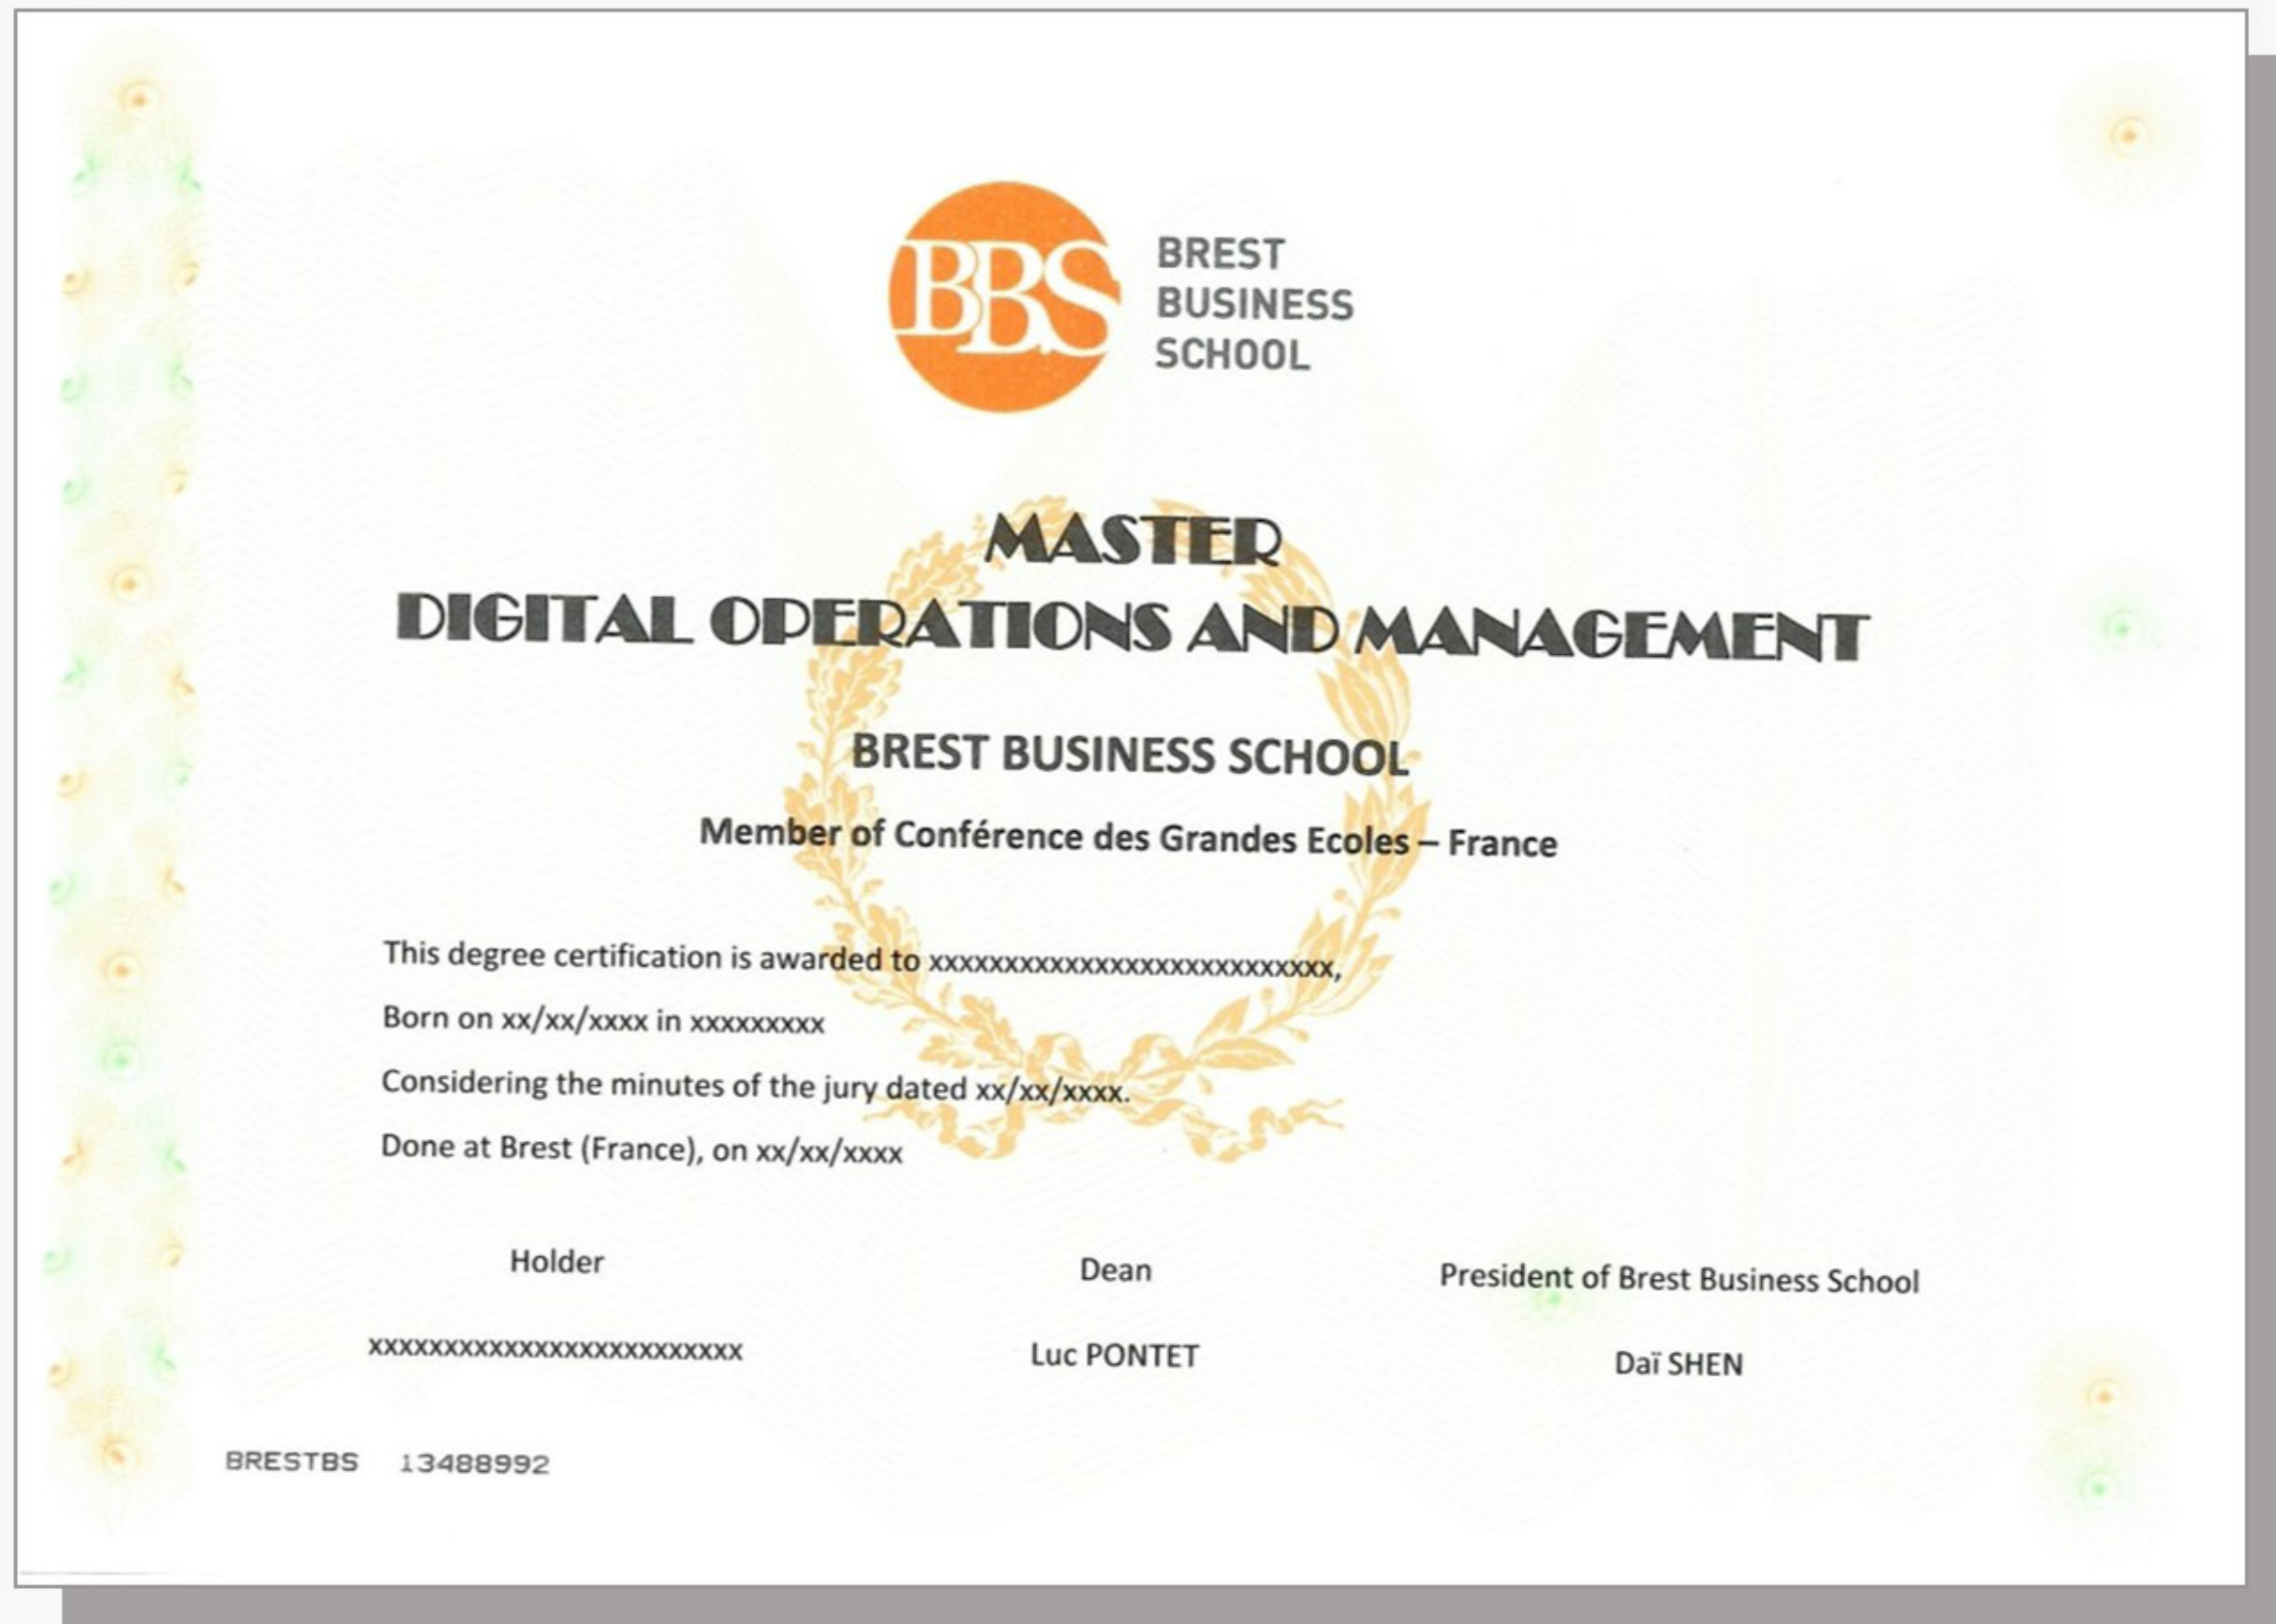 BBS
BREST
BUSINESS
SCHOOL
MASTER
DIGITAL OPERATIONS AND MANAGEMENT
BREST BUSINESS SCHOOL
Member of Conférence des Grandes Ecoles – France
This degree certification is awarded to xxxxxxxxxxxxxxxxxxxxxxxxxxx,
Born on xx/xx/xxxx in xxxxxxxxx
Considering the minutes of the jury dated xx/xx/xxxx.
Done at Brest (France), on xx/xx/xxxx
Holder Dean President of Brest Business School
xxxxxxxxxxxxxxxxxxxxxxxxx Luc PONTET Daï SHEN
BRESTBS 13488992